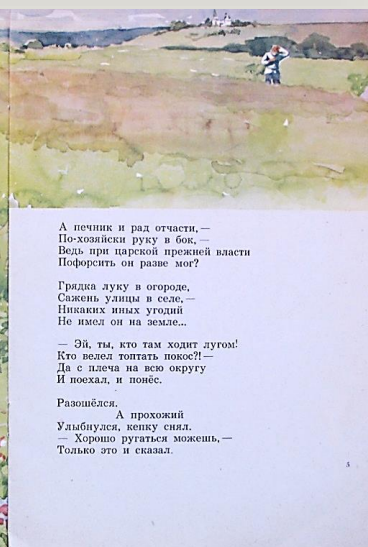 А печник и рад отчасти, —
По-хозяйски руку в бок, —
Ведь при царской прежней власти
Пофорсить он разве мог?
Грядка луку в огороде,
Сажень улицы в селе, —
Никаких иных угодий
Не имел он на земле...
— Эй, ты, кто там ходит лугом!
Кто велел топтать покос?! —
Да с плеча на всю округу
И поехал, и понёс.
Разошёлся.
А прохожий
Улыбнулся, кепку снял.
— Хорошо ругаться можешь, —
Только это и сказал.
5